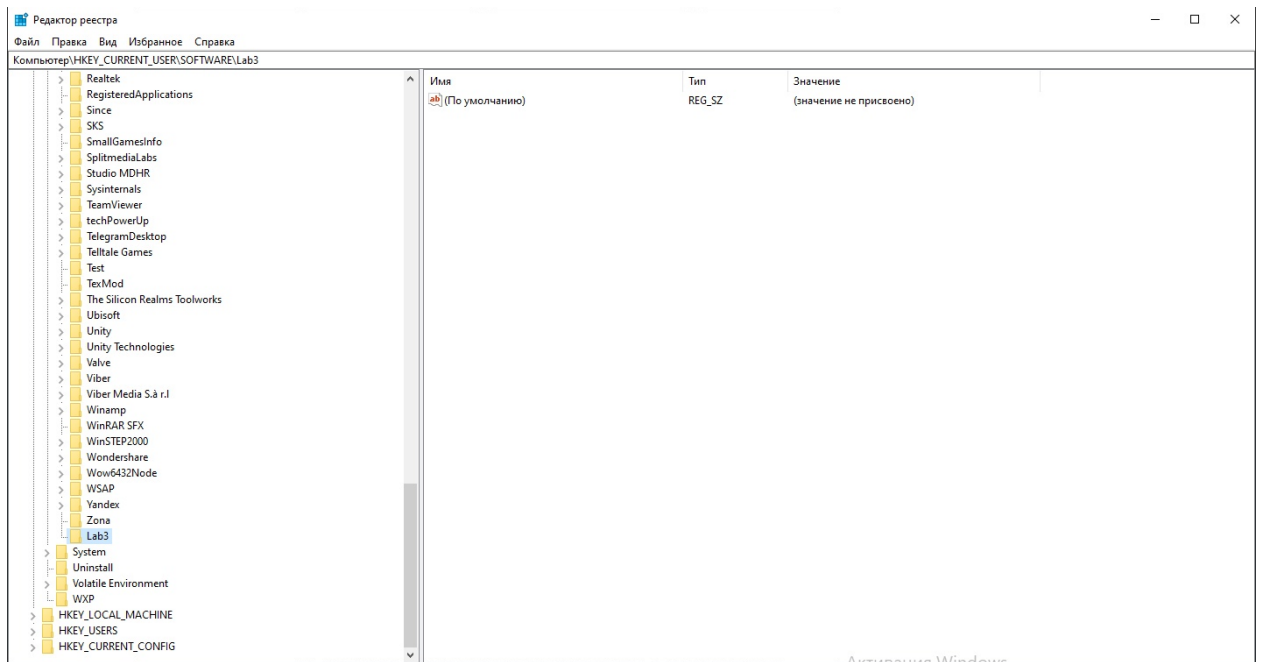 Редактор реестра
Файл Правка Вид Избранное Справка
Компьютер\HKEY_CURRENT_USER\SOFTWARE\Lab3
Realtek
RegisteredApplications
Since
SKS
SmallGamesInfo
SplitmediaLabs
Studio MDHR
Sysinternals
TeamViewer
techPowerUp
TelegramDesktop
Telltale Games
Test
TexMod
The Silicon Realms Toolworks
Ubisoft
Unity
Unity Technologies
Valve
Viber
Viber Media S.à r.l
Winamp
WinRAR SFX
WinSTEP2000
Wondershare
Wow6432Node
WSAP
Yandex
Zona
Lab3
System
Uninstall
Volatile Environment
WXP
HKEY_LOCAL_MACHINE
HKEY_USERS
HKEY_CURRENT_CONFIG
Имя Тип Значение
ab (По умолчанию) REG_SZ (значение не присвоено)
Активация Windows